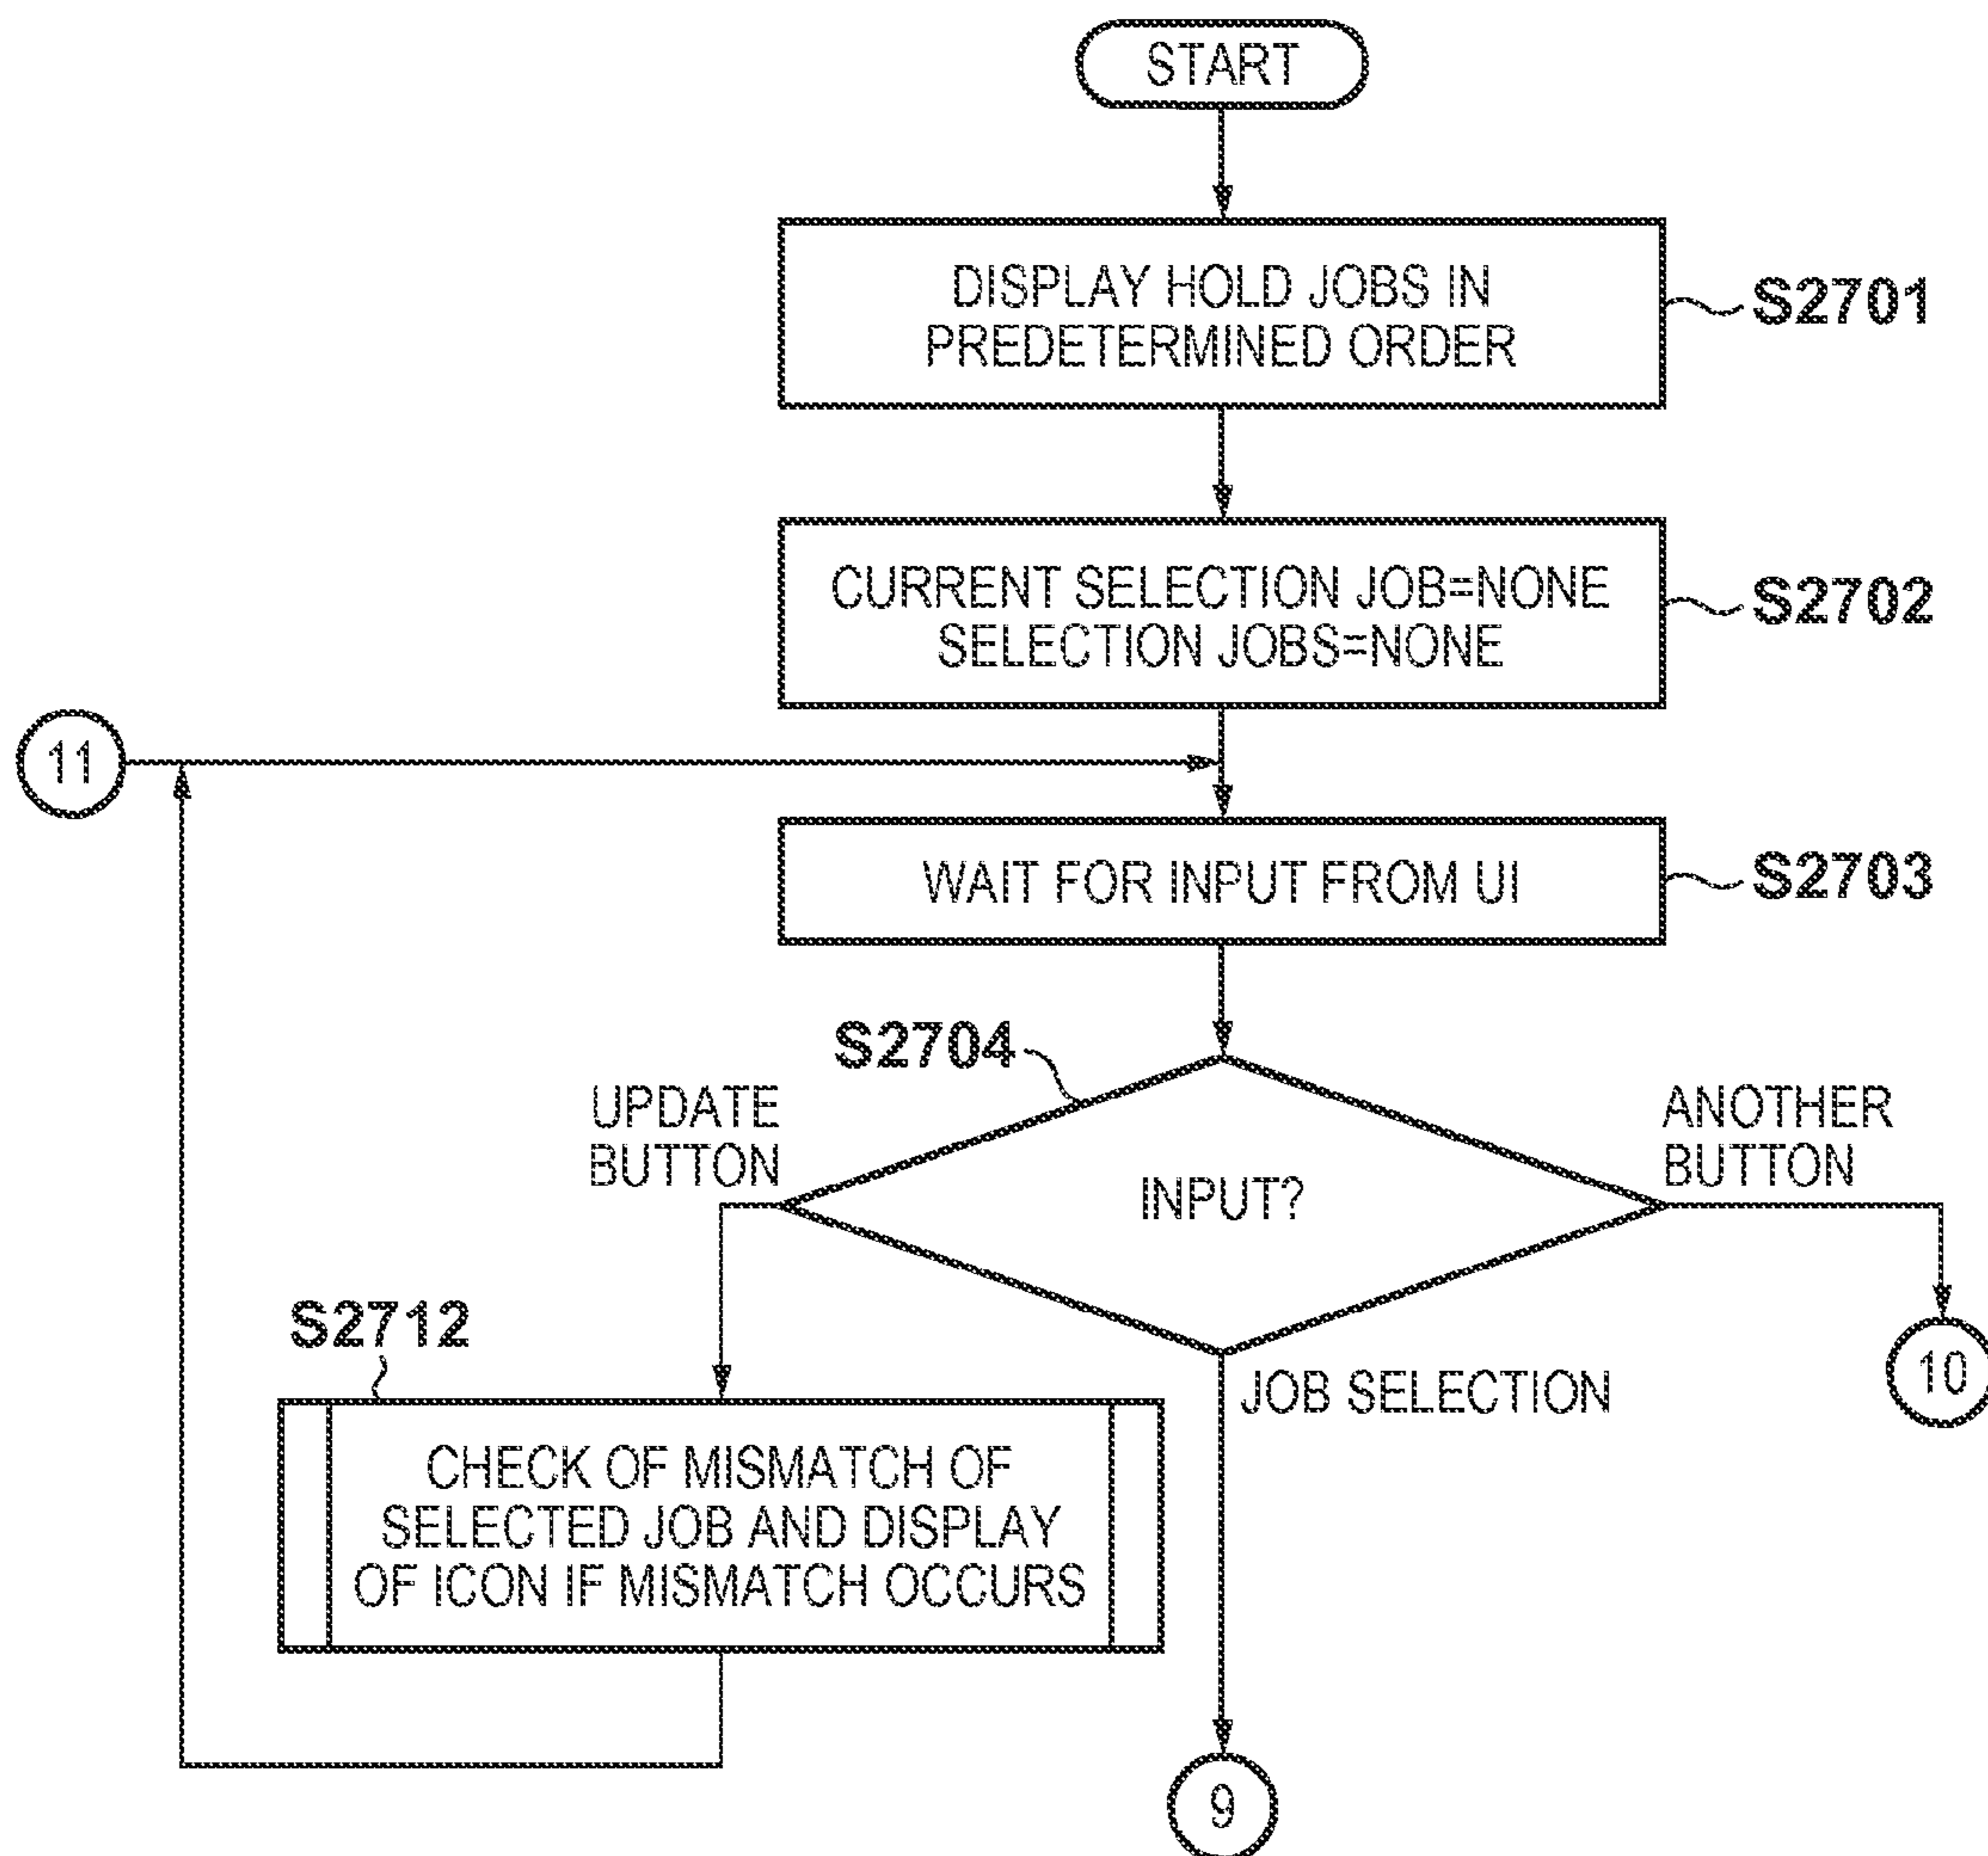 START
DISPLAY HOLD JOBS IN
PREDETERMINED ORDER
S2701
CURRENT SELECTION JOB=NONE
SELECTION JOBS=NONE
S2702
11
WAIT FOR INPUT FROM UI
S2703
S2704
UPDATE
BUTTON
INPUT?
ANOTHER
BUTTON
10
JOB SELECTION
S2712
CHECK OF MISMATCH OF
SELECTED JOB AND DISPLAY
OF ICON IF MISMATCH OCCURS
9